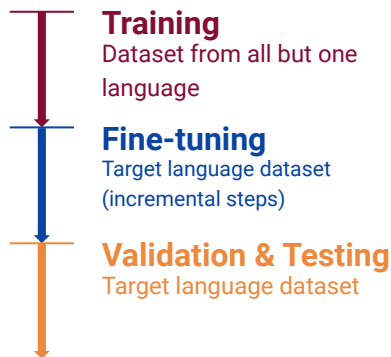 Training
Dataset from all but one
language
Fine-tuning
Target language dataset
(incremental steps)
Validation & Testing
Target language dataset